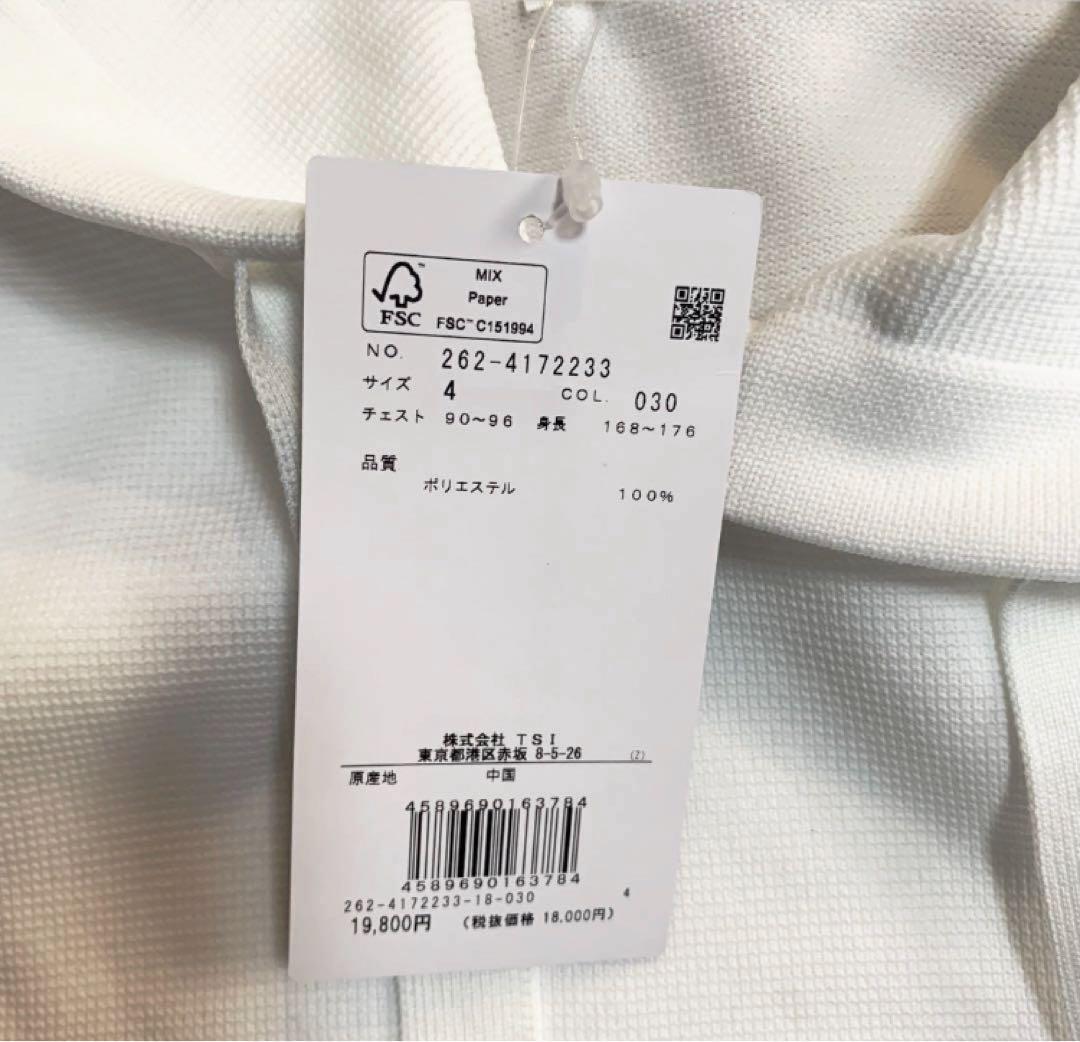 MIX
Paper
FSC™ FSC™ C151994
NO. 262-4172233
サイズ 4 COL. 030
チェスト 90～96 身長 168～176
品質
ポリエステル 100%
株式会社 TSI
東京都港区赤坂 8-5-26 (Z)
原産地 中国
4589690163784
4589690163784
262-4172233-18-030 4
19,800円 (税抜価格 18,000円)